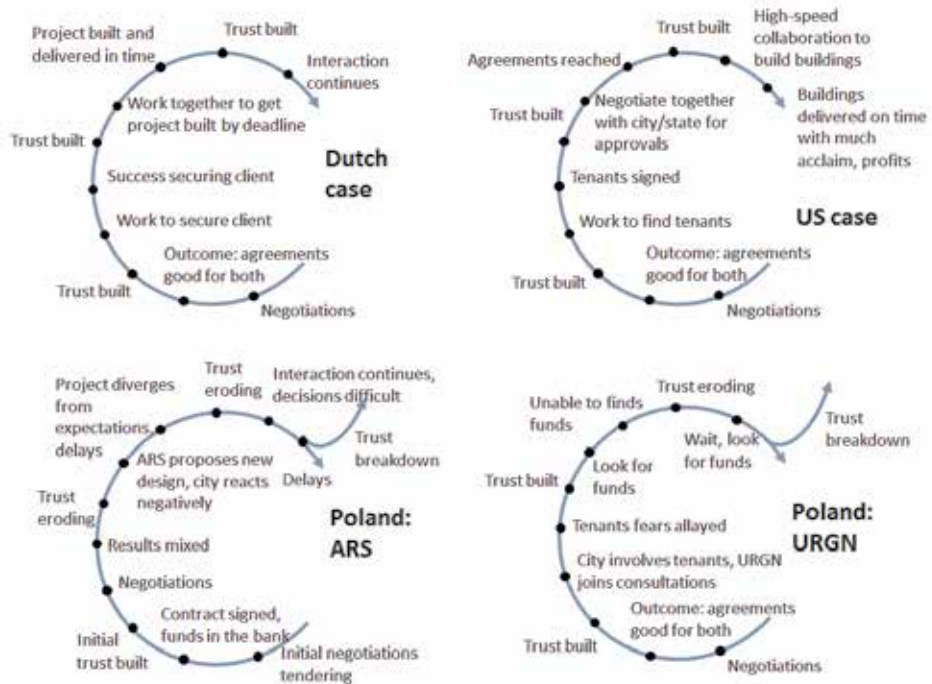 Project built and
delivered in time
Trust built
Interaction
continues
Work together to get
project built by deadline
Trust built
Dutch
case
Success securing client
Work to secure client
Outcome: agreements
good for both
Trust built
Negotiations
High-speed
collaboration to
build buildings
Trust built
Agreements reached
Buildings
delivered on time
with much
acclaim, profits
Negotiate together
with city/state for
approvals
Trust built
Tenants signed
US case
Work to find tenants
Outcome: agreements
good for both
Trust built
Negotiations
Project diverges
from
expectations,
delays
Trust
eroding
Interaction continues,
decisions difficult
Trust
breakdown
ARS proposes new
design, city reacts
negatively
Delays
Trust
eroding
Poland:
ARS
Results mixed
Negotiations
Contract signed,
funds in the bank
Initial
trust built
Initial negotiations
tendering
Trust eroding
Unable to finds
funds
Trust
breakdown
Wait, look
for funds
Look for
funds
Trust built
Poland:
URGN
Tenants fears allayed
City involves tenants, URGN
joins consultations
Outcome: agreements
good for both
Trust built
Negotiations